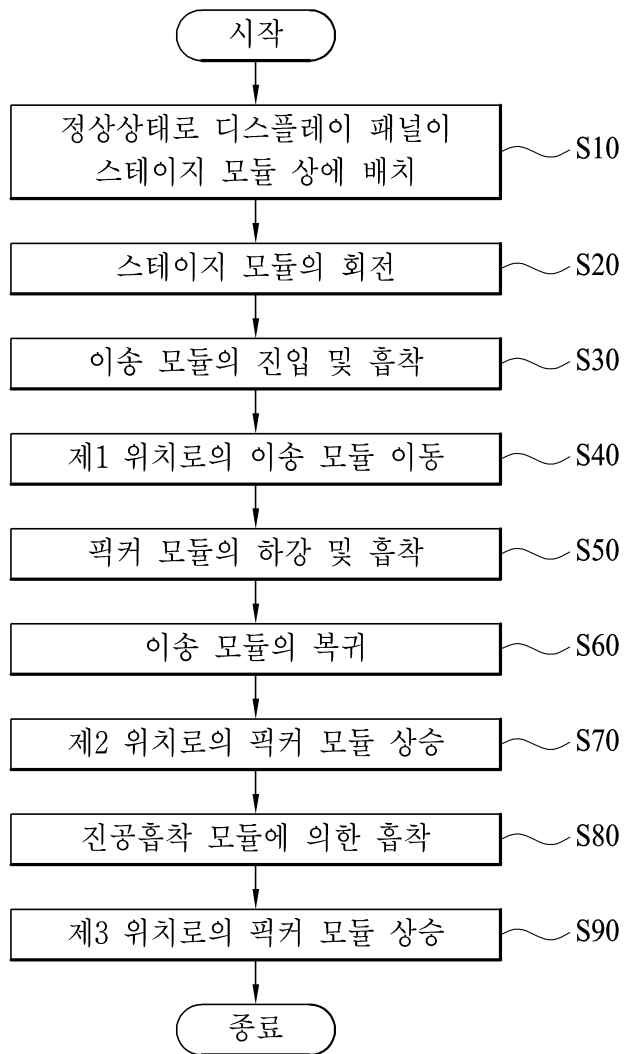 시작
정상상태로 디스플레이 패널이
스테이지 모듈 상에 배치
S10
스테이지 모듈의 회전
S20
이송 모듈의 진입 및 흡착
S30
제1 위치로의 이송 모듈 이동
S40
픽커 모듈의 하강 및 흡착
S50
이송 모듈의 복귀
S60
제2 위치로의 픽커 모듈 상승
S70
진공흡착 모듈에 의한 흡착
S80
제3 위치로의 픽커 모듈 상승
S90
종료